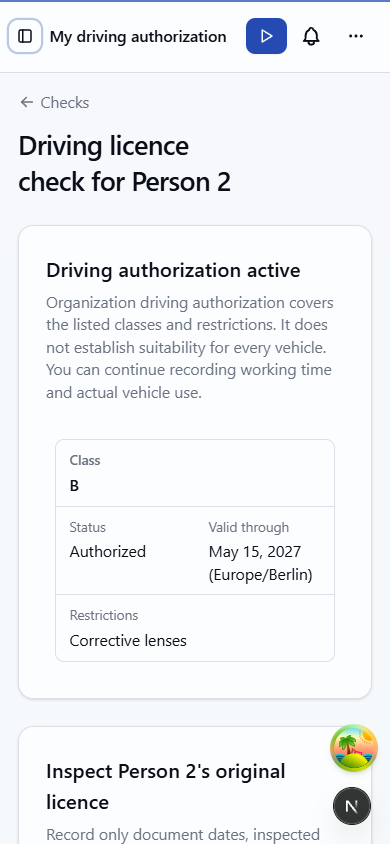 My driving authorization
Checks
Driving licence
check for Person 2
Driving authorization active
Organization driving authorization covers
the listed classes and restrictions. It does
not establish suitability for every vehicle.
You can continue recording working time
and actual vehicle use.
Class
B
Status
Valid through
Authorized
May 15, 2027
(Europe/Berlin)
Restrictions
Corrective lenses
Inspect Person 2's original
licence
Record only document dates, inspected
N